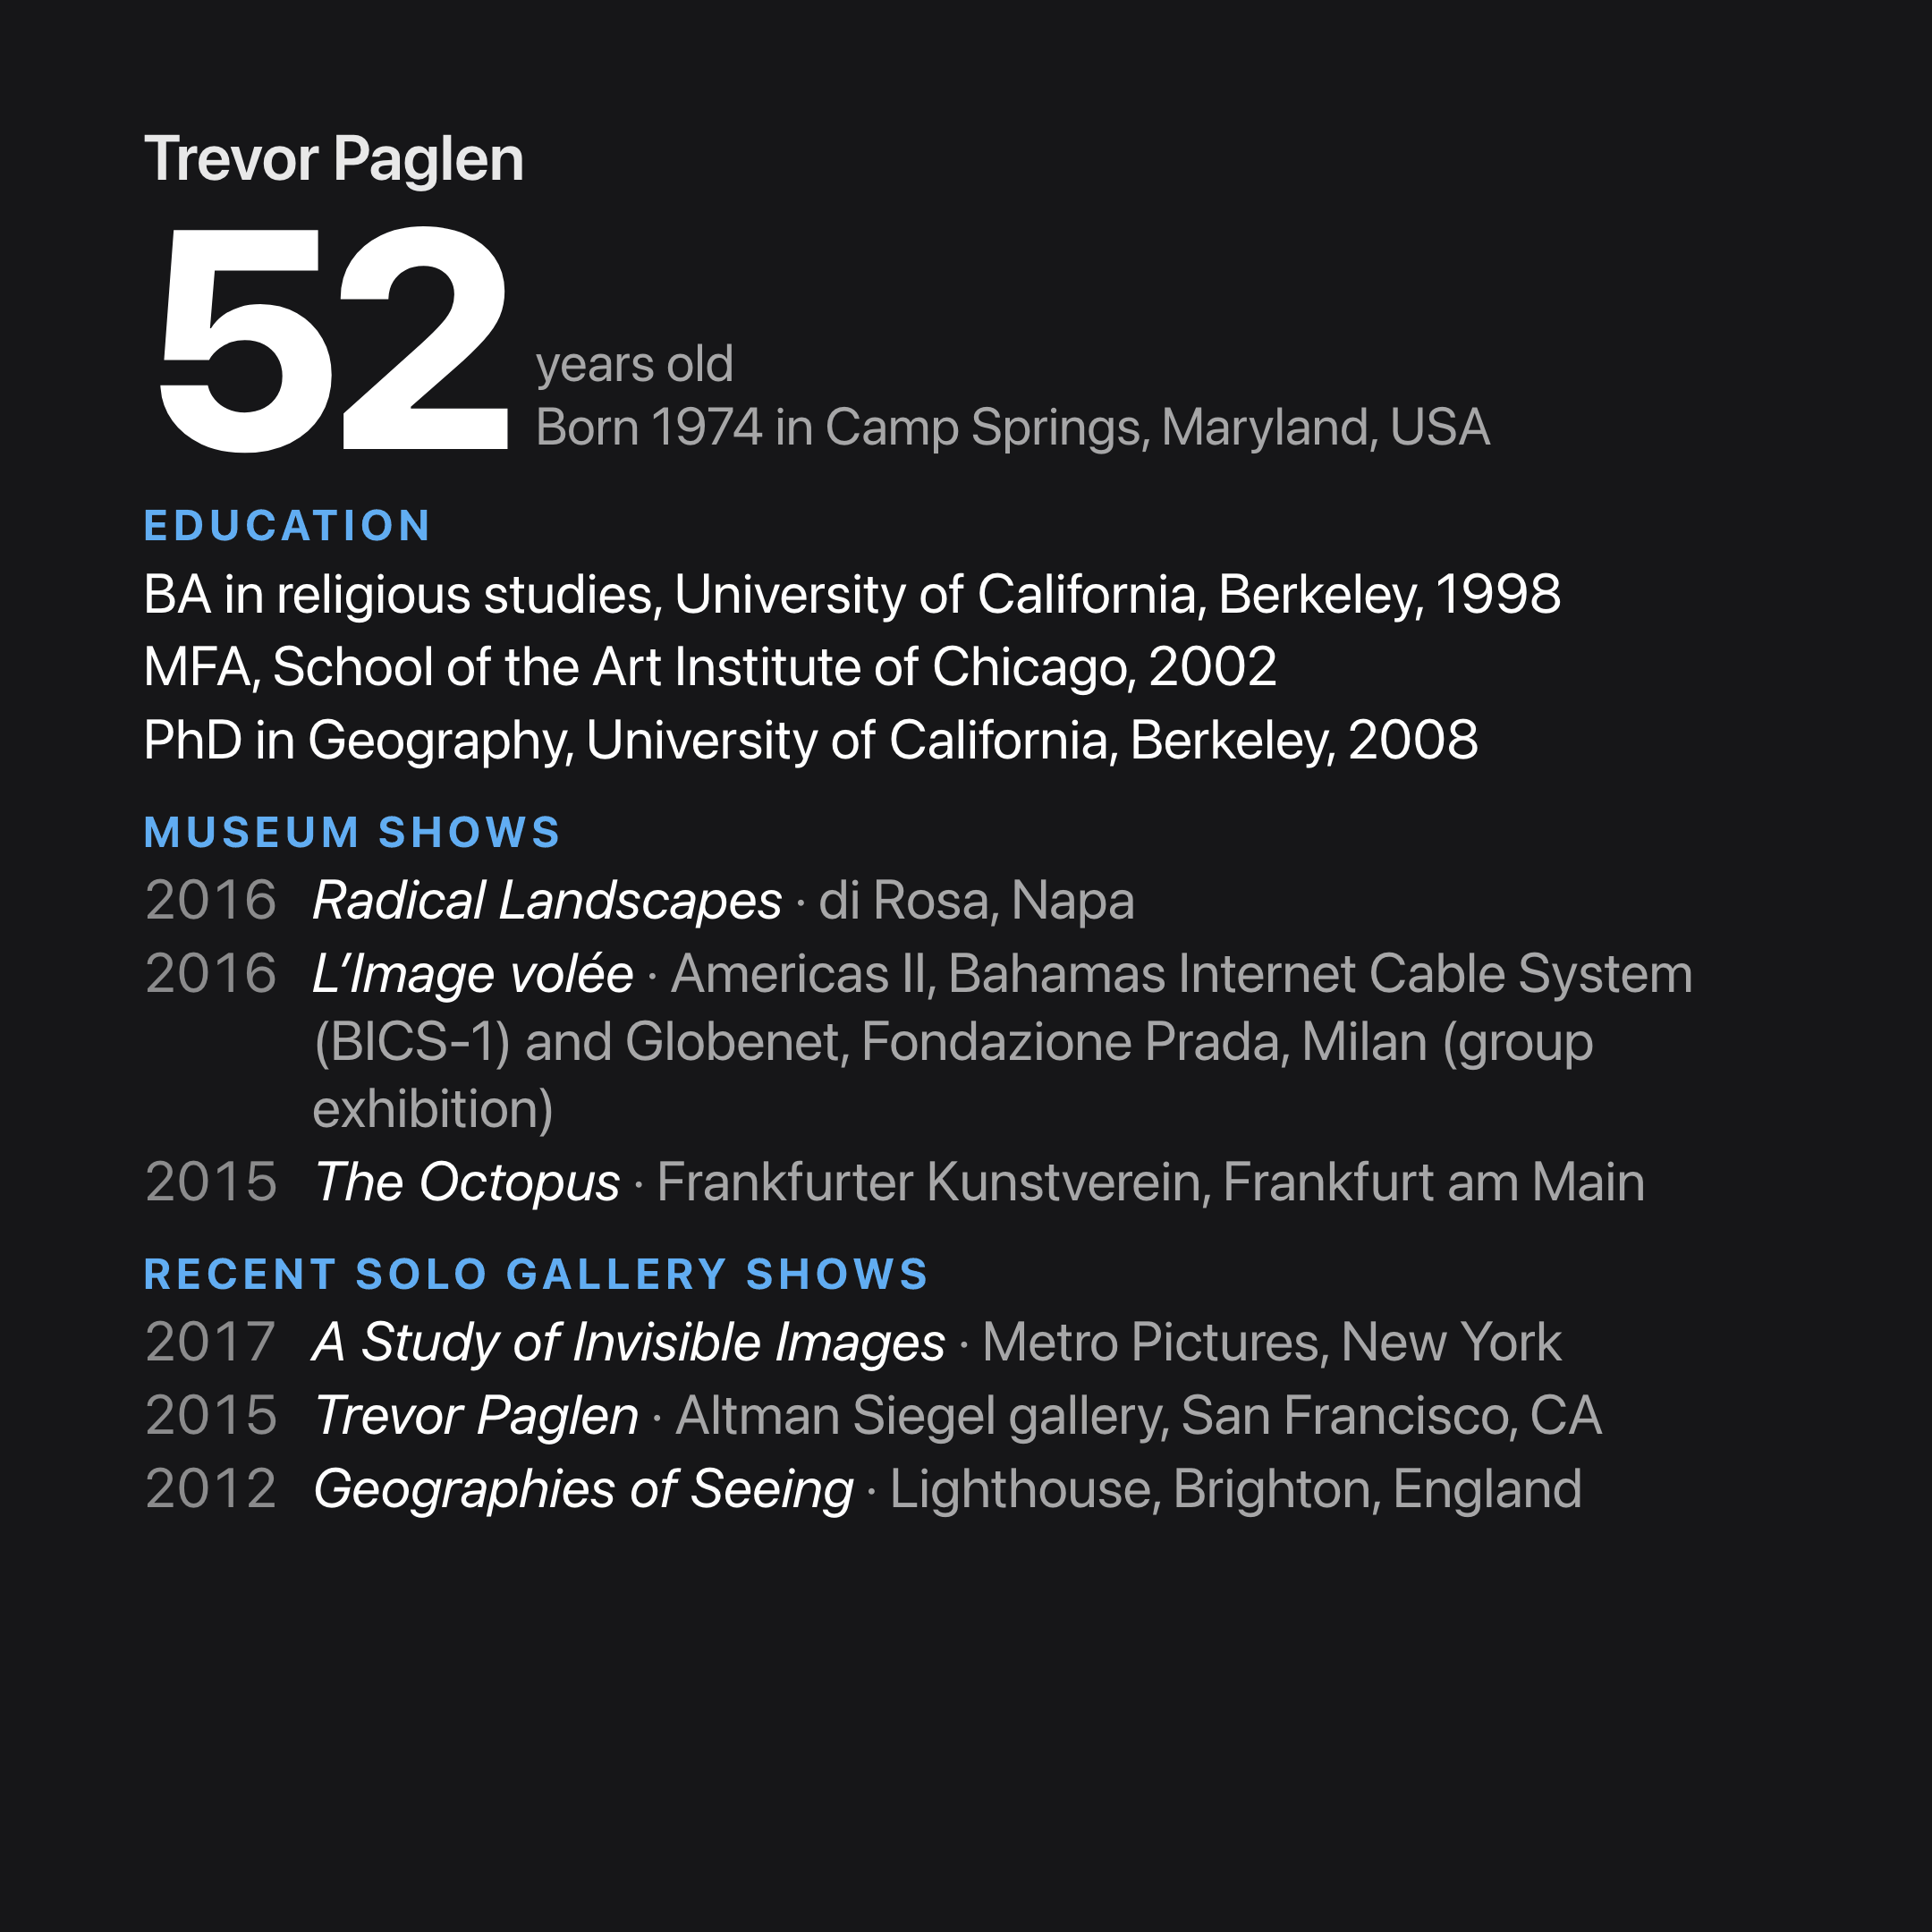 Trevor Paglen
52 years old
Born 1974 in Camp Springs, Maryland, USA
EDUCATION
BA in religious studies, University of California, Berkeley, 1998
MFA, School of the Art Institute of Chicago, 2002
PhD in Geography, University of California, Berkeley, 2008
MUSEUM SHOWS
2016 Radical Landscapes · di Rosa, Napa
2016 L’Image volée · Americas II, Bahamas Internet Cable System
(BICS-1) and Globenet, Fondazione Prada, Milan (group
exhibition)
2015 The Octopus · Frankfurter Kunstverein, Frankfurt am Main
RECENT SOLO GALLERY SHOWS
2017 A Study of Invisible Images · Metro Pictures, New York
2015 Trevor Paglen · Altman Siegel gallery, San Francisco, CA
2012 Geographies of Seeing · Lighthouse, Brighton, England